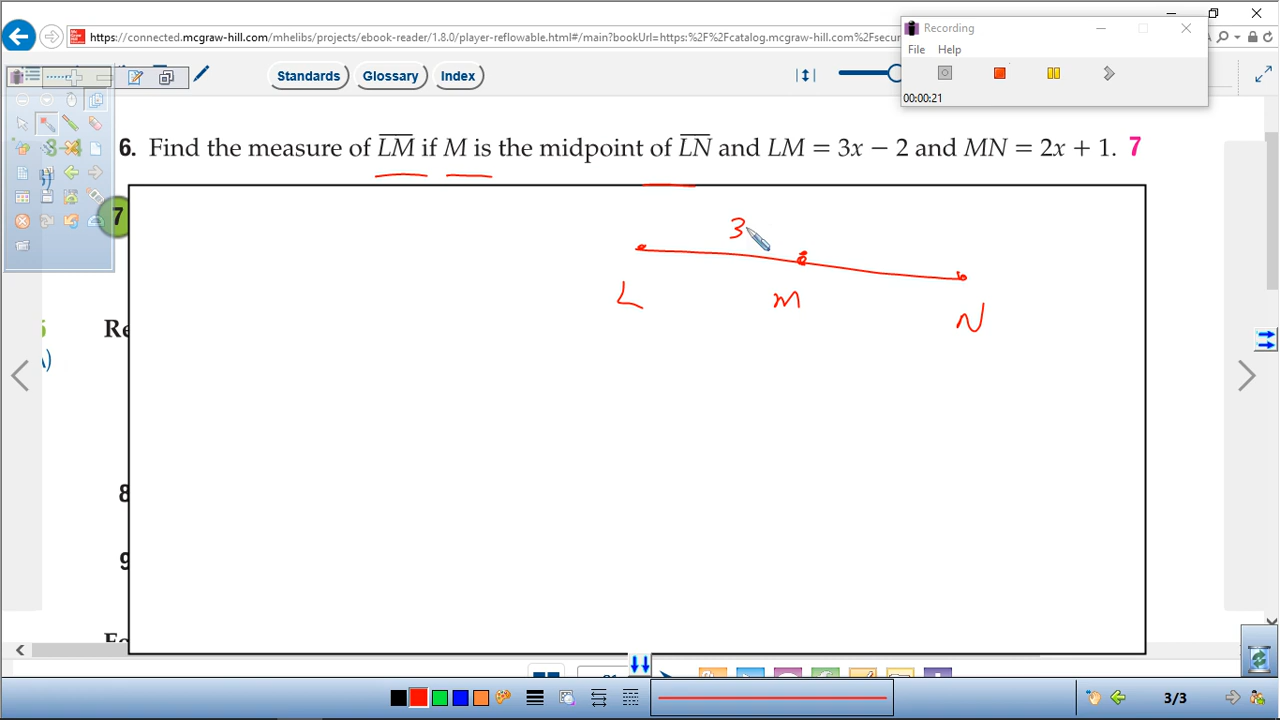 https://connected.mcgraw-hill.com/mhelibs/projects/ebook-reader/1.8.0/player-reflowable.html#/main?bookUrl=https:%2F%2Fcatalog.mcgraw-hill.com%2Fsecur
Recording
File Help
00:00:21
Standards
Glossary
Index
6. Find the measure of LM if M is the midpoint of LN and LM = 3x − 2 and MN = 2x + 1. 7
7
3
L
M
N
Re
8
9
3/3